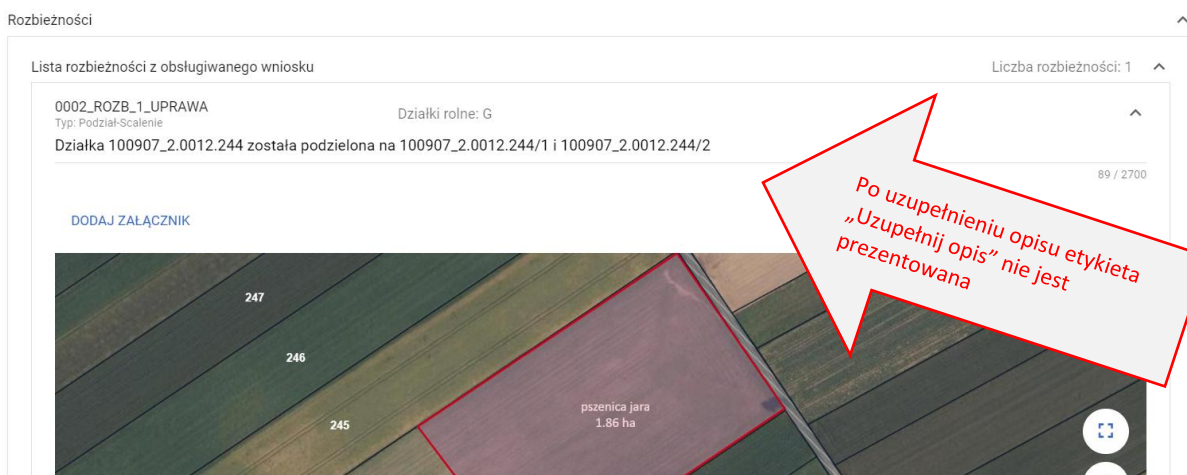 Rozbieżności
Lista rozbieżności z obsługiwanego wniosku
Liczba rozbieżności: 1
0002_ROZB_1_UPRAWA
Typ: Podział-Scalenie
Działki rolne: G
Działka 100907_2.0012.244 została podzielona na 100907_2.0012.244/1 i 100907_2.0012.244/2
89 / 2700
DODAJ ZAŁĄCZNIK
Po uzupełnieniu opisu etykieta
„Uzupełnij opis” nie jest
prezentowana
247
246
245
pszenica jara
1.86 ha